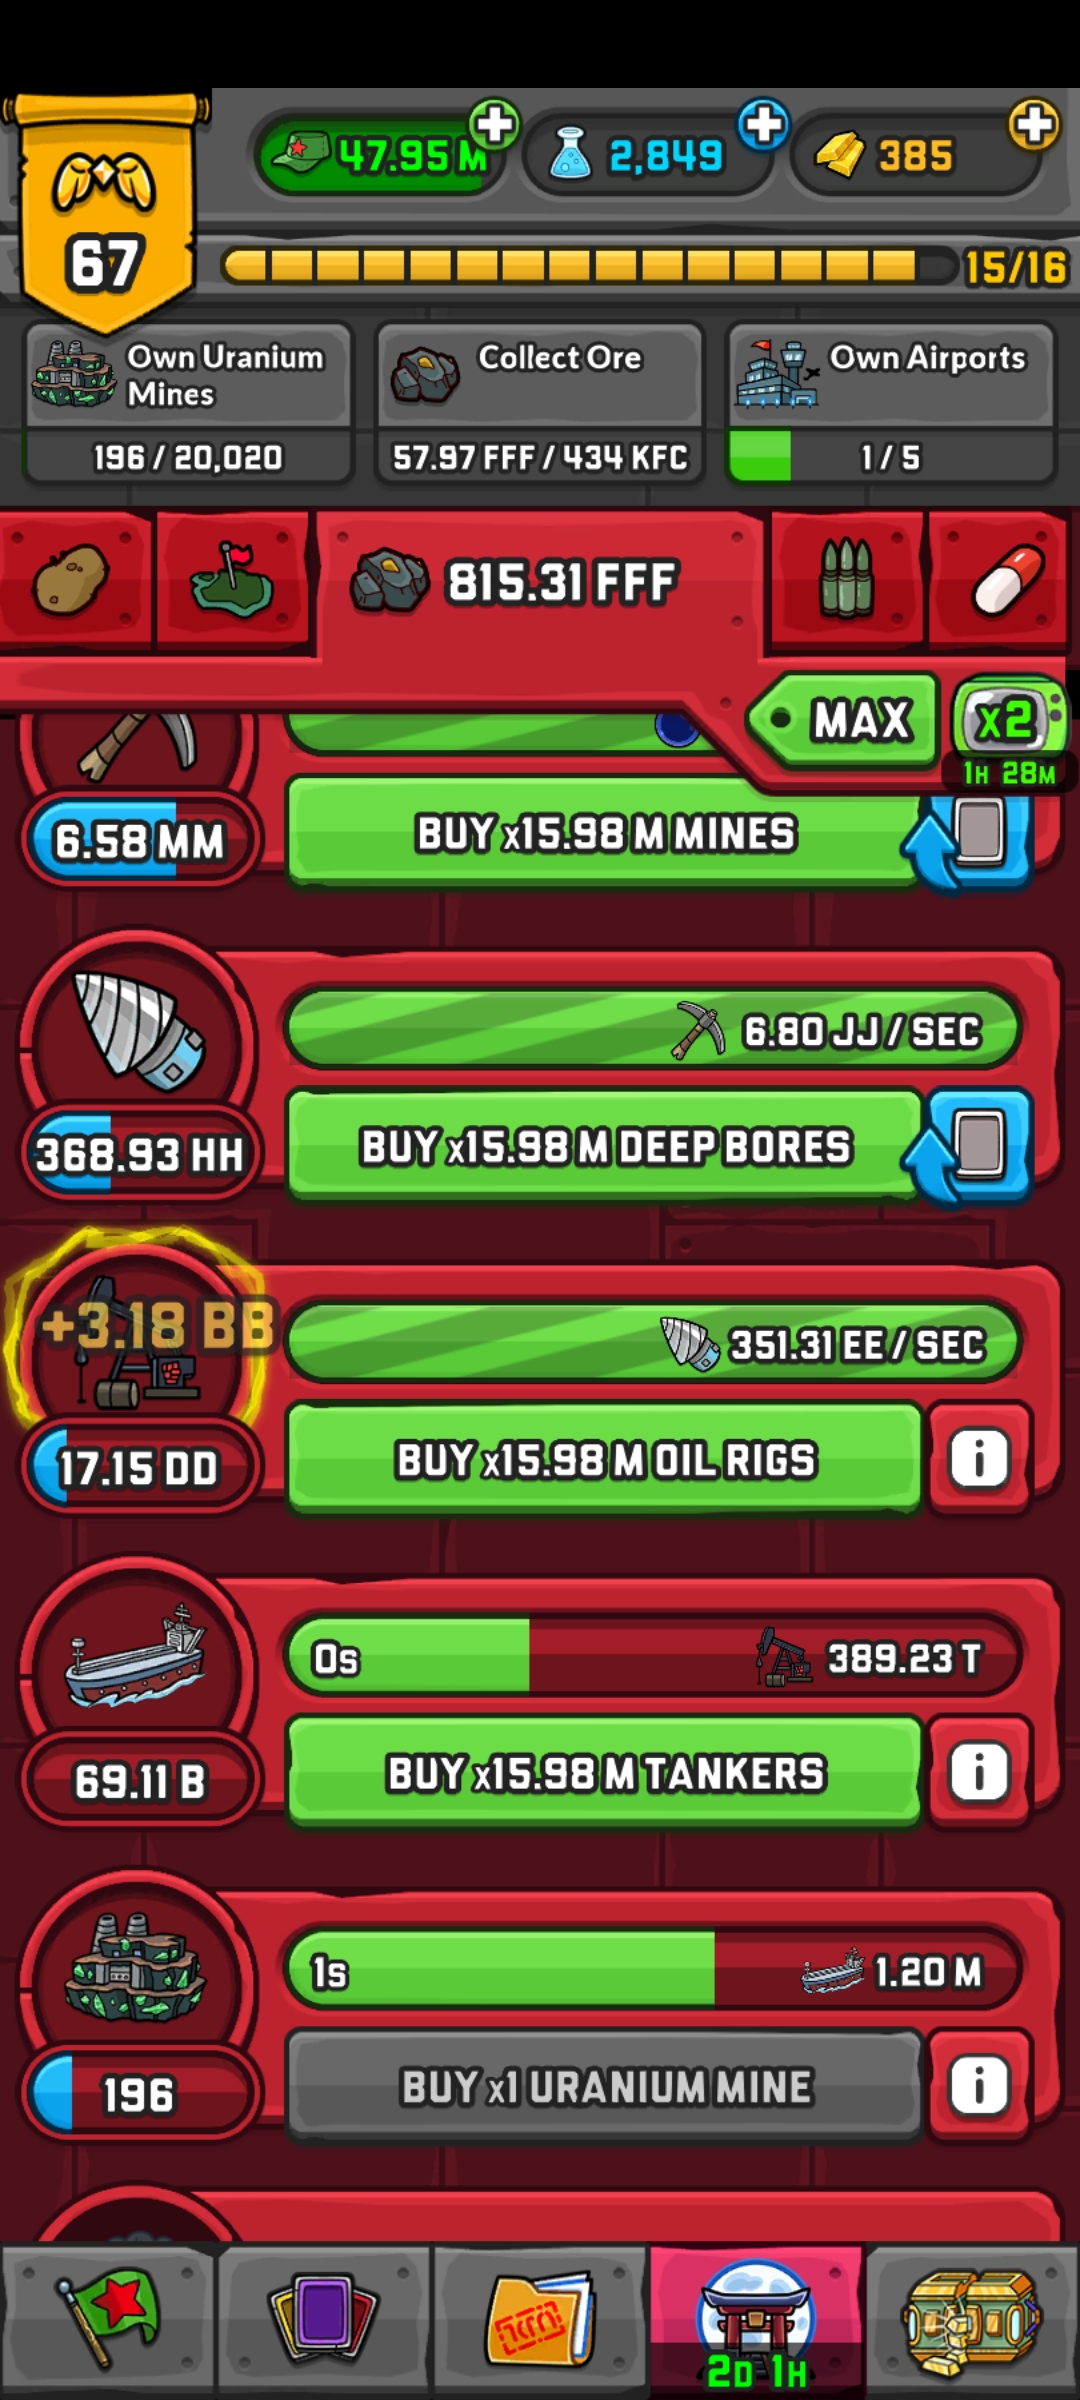 47.95 M
2,849
385
67
15/16
Own Uranium
Mines
196 / 20,020
Collect Ore
57.97 FFF / 434 KFC
Own Airports
1 / 5
815.31 FFF
MAX
x2
1H 28M
6.58 MM
BUY x15.98 M MINES
6.80 JJ / SEC
368.93 HH
BUY x15.98 M DEEP BORES
+3.18 BB
351.31 EE / SEC
17.15 DD
BUY x15.98 M OIL RIGS
i
0s
389.23 T
69.11 B
BUY x15.98 M TANKERS
i
1s
1.20 M
196
BUY x1 URANIUM MINE
i
2D 1H